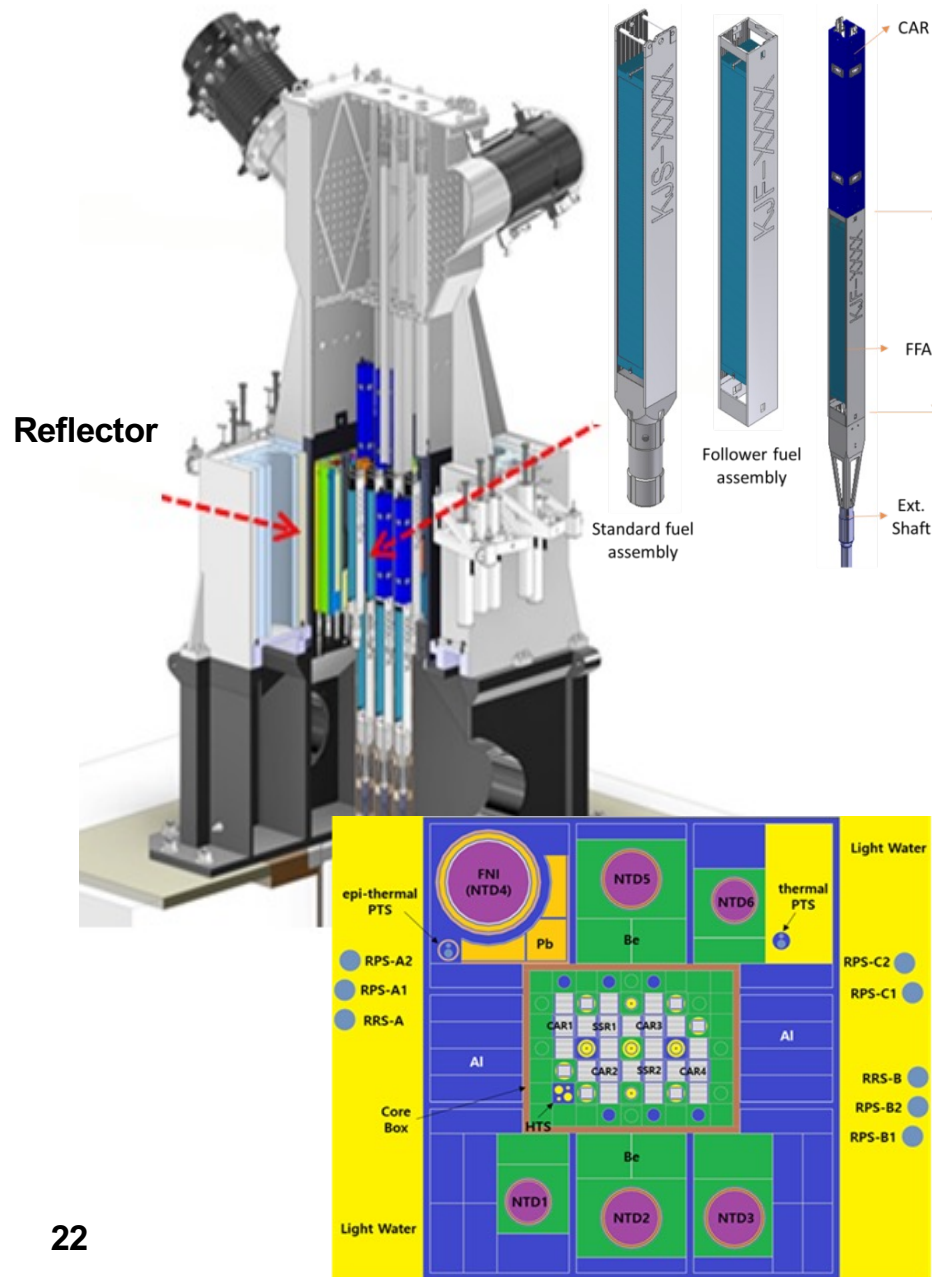 CAR
KJS-XXXX
KJF-XXXX
KJF-XXXX
FFA
Reflector
Follower fuel
assembly
Standard fuel
assembly
Ext.
Shaft
Light Water
FNI
(NTD4)
NTD5
NTD6
epi-thermal
PTS
thermal
PTS
Pb
Be
RPS-A2
RPS-A1
RRS-A
RPS-C2
RPS-C1
CAR1
SSR1
CAR3
Al
Al
CAR2
SSR2
CAR4
RRS-B
RPS-B2
RPS-B1
Core
Box
HTS
Be
NTD1
NTD2
NTD3
Light Water
22